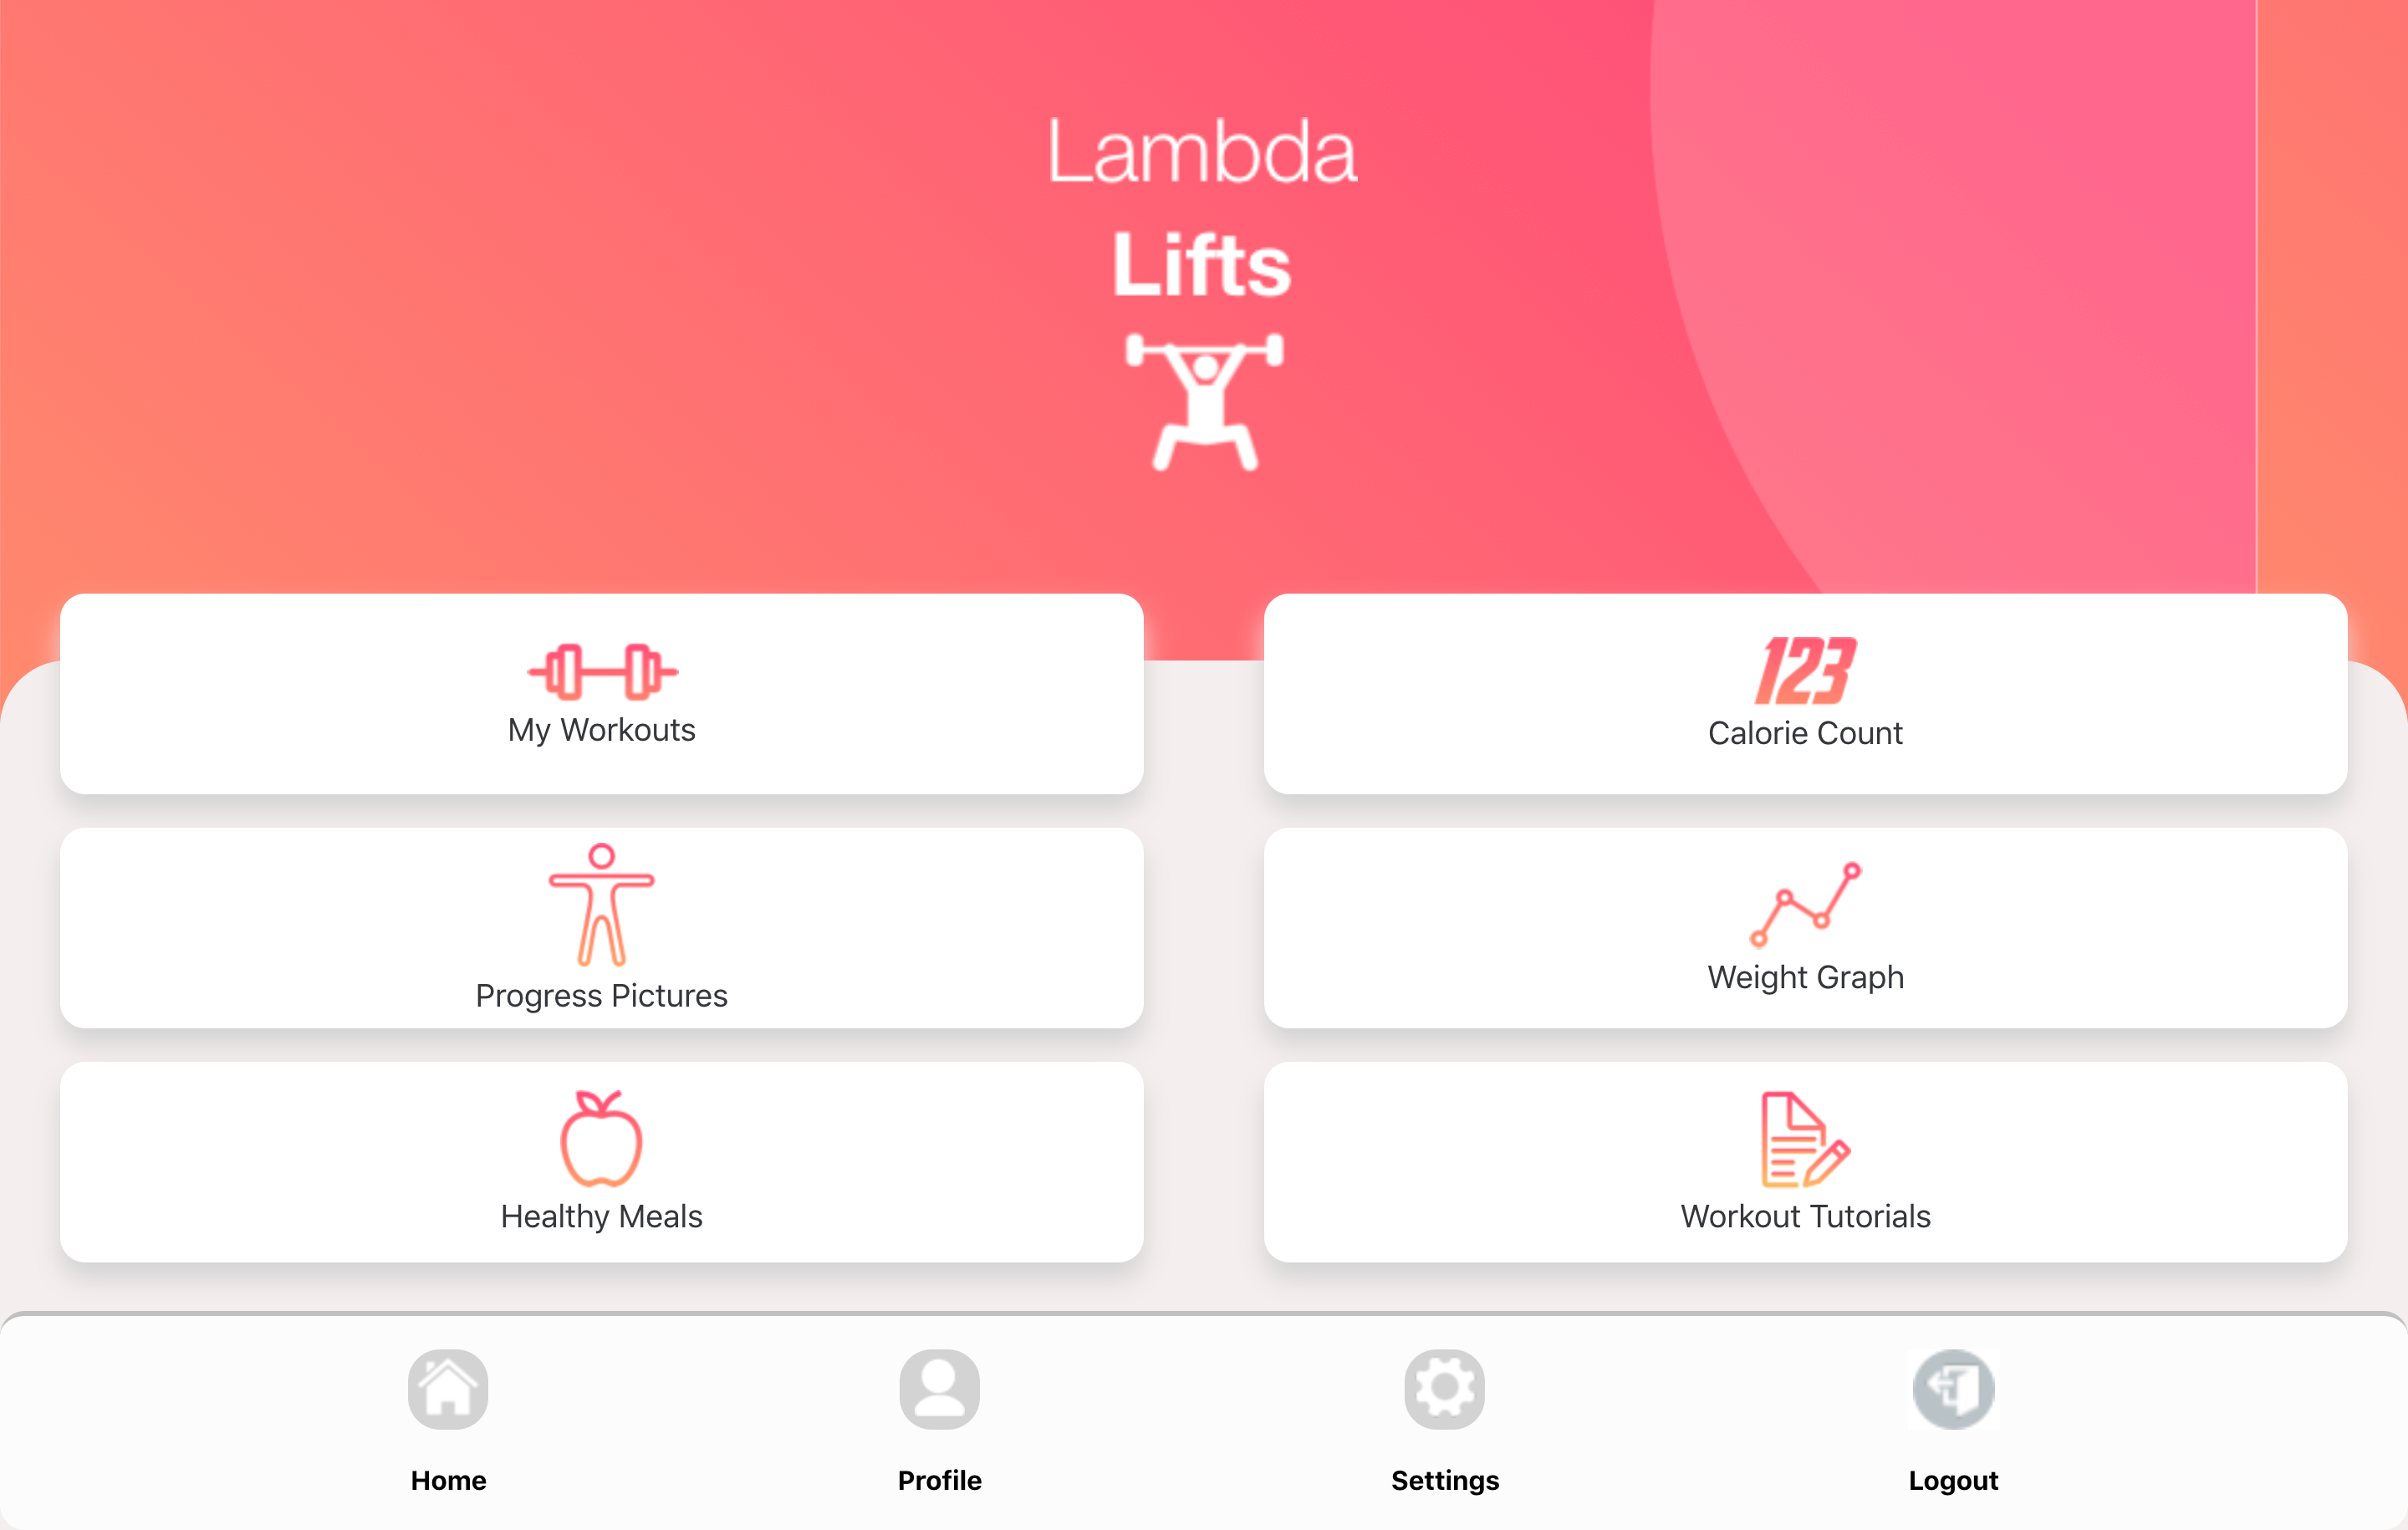 Lambda
Lifts
My Workouts
123
Calorie Count
Progress Pictures
Weight Graph
Healthy Meals
Workout Tutorials
Home
Profile
Settings
Logout